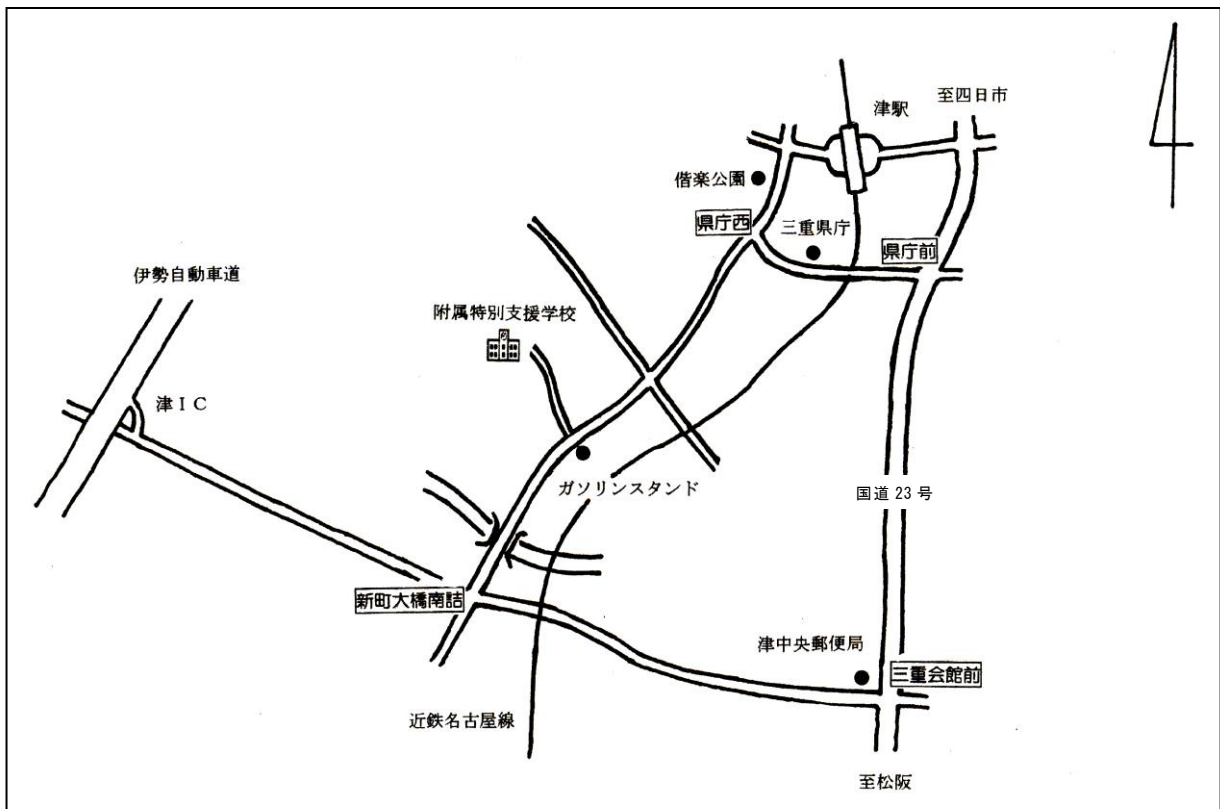 至四日市
津駅
偕楽公園
県庁西
三重県庁
県庁前
伊勢自動車道
附属特別支援学校
津IC
ガソリンスタンド
国道23号
新町大橋南詰
津中央郵便局
三重会館前
近鉄名古屋線
至松阪